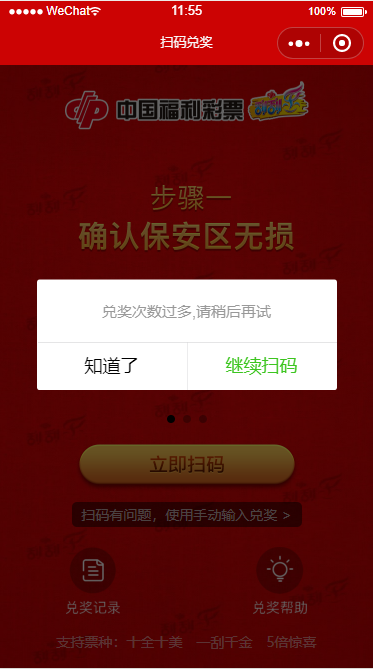 WeChat
11:55
100%
扫码兑奖
中国福利彩票 刮刮乐
步骤一
确认保安区无损
兑奖次数过多,请稍后再试
知道了
继续扫码
立即扫码
扫码有问题，使用手动输入兑奖 >
兑奖记录
兑奖帮助
支持票种： 十全十美 一刮千金 5倍惊喜